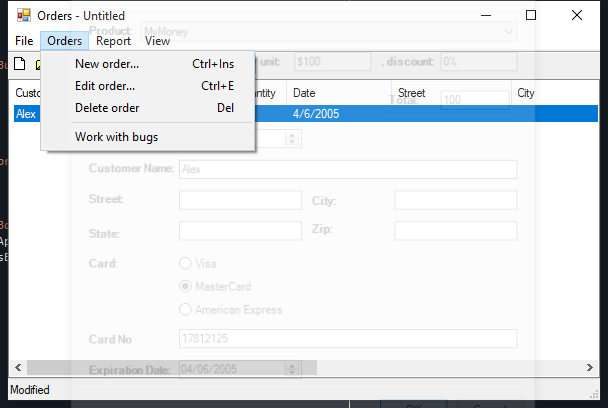 Orders - Untitled
Product: MyMoney
File Orders Report View
New order... Ctrl+Ins
unit: $100 , discount: 0%
Edit order... Ctrl+E
Date Street City
Total: 100
Delete order Del
Alex 4/6/2005
Work with bugs
Customer Name: Alex
Street: City:
State: Zip:
Card: Visa
MasterCard
American Express
Card No 17812125
Expiration Date: 04/06/2005
Modified